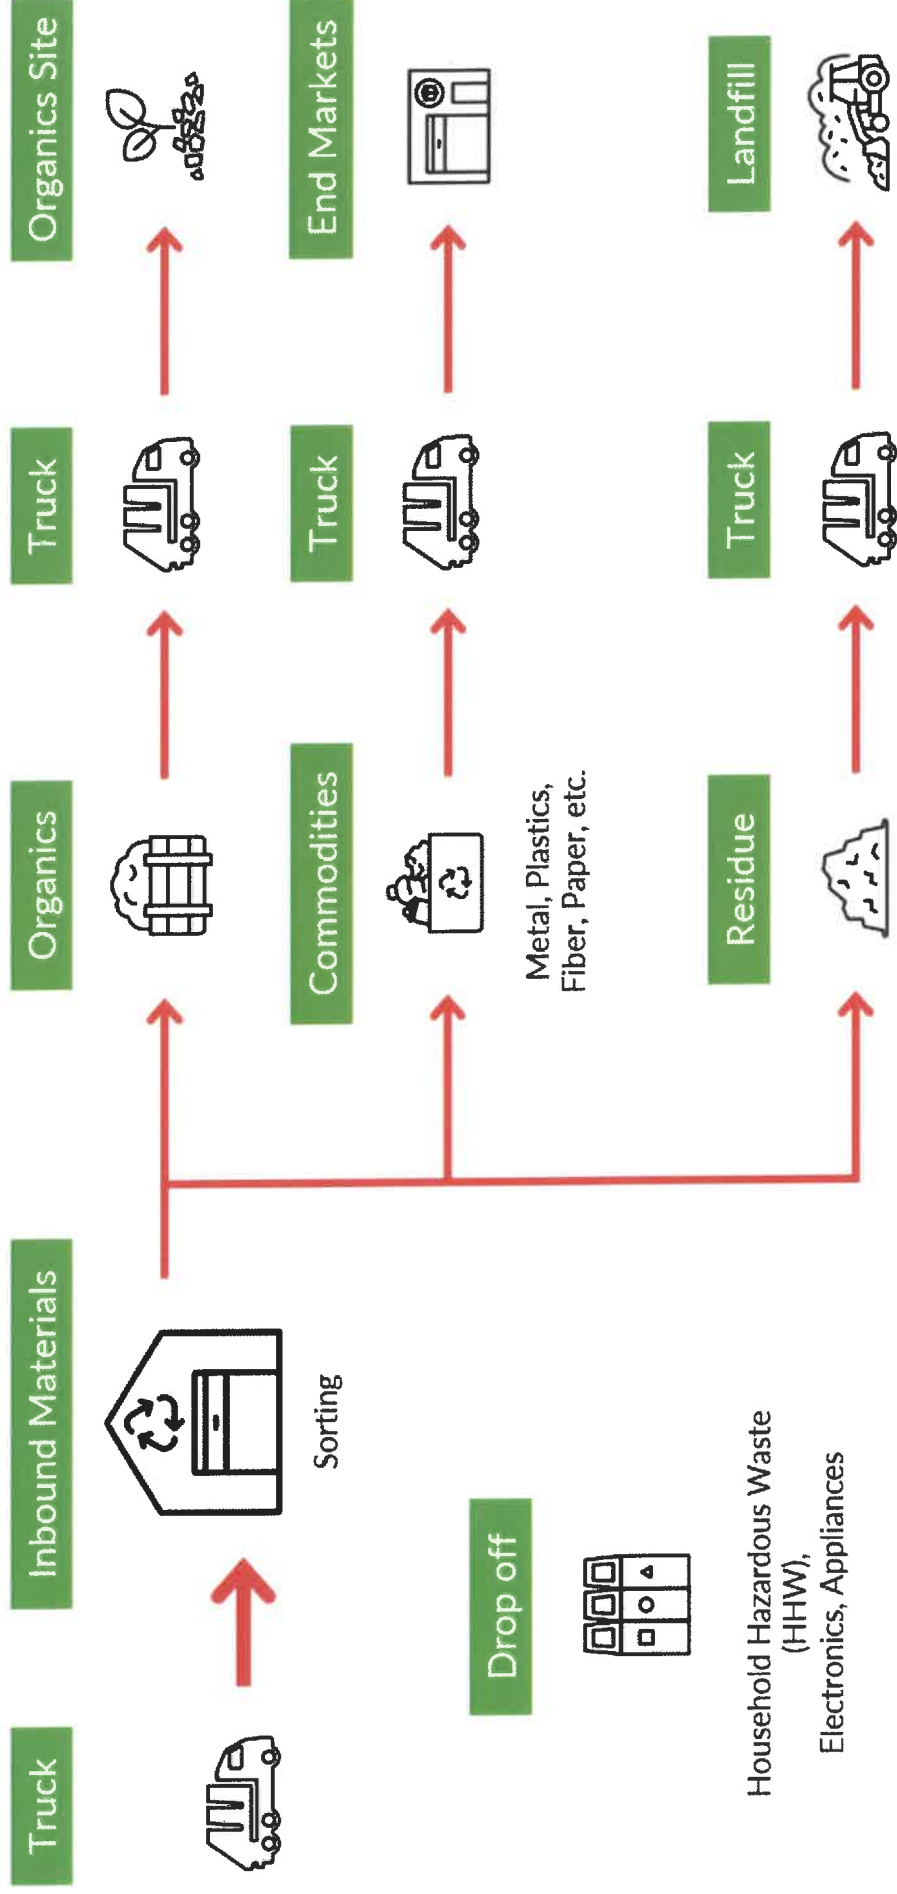 Truck
Inbound Materials
Organics
Truck
Organics Site
Sorting
Commodities
Truck
End Markets
Metal, Plastics,
Fiber, Paper, etc.
Drop off
Household Hazardous Waste
(HHW),
Electronics, Appliances
Residue
Truck
Landfill